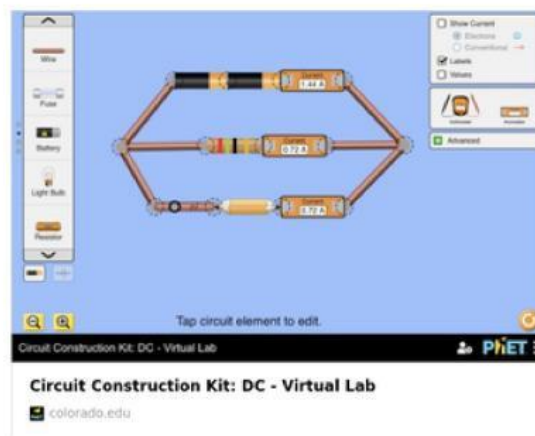 Wire
Fuse
Battery
Light Bulb
Resistor
Show Current
Electrons
Conventional
Labels
Values
Voltmeter
Ammeter
Advanced
Current
1.44 A
Current
0.72 A
Current
0.72 A
Tap circuit element to edit.
Circuit Construction Kit: DC - Virtual Lab
PhET
Circuit Construction Kit: DC - Virtual Lab
colorado.edu